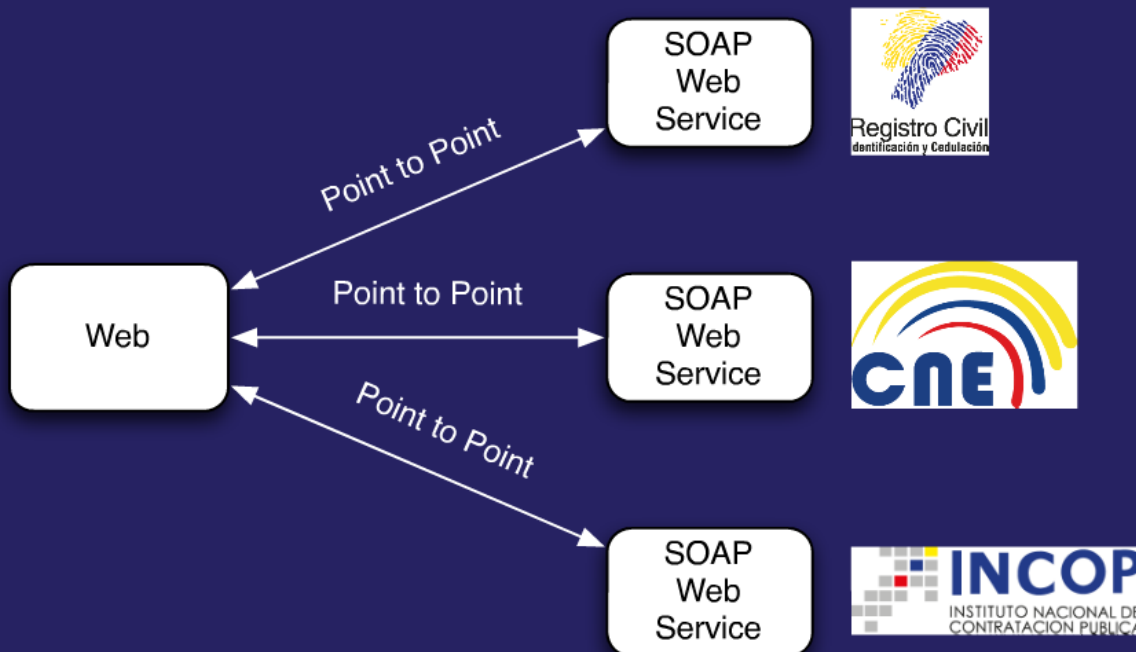 SOAP
Web
Service
Registro Civil
dentificación y Cedulación
Point to Point
Web
Point to Point
SOAP
Web
Service
CNE
Point to Point
SOAP
Web
Service
INCOP
INSTITUTO NACIONAL DE
CONTRATACION PUBLICA